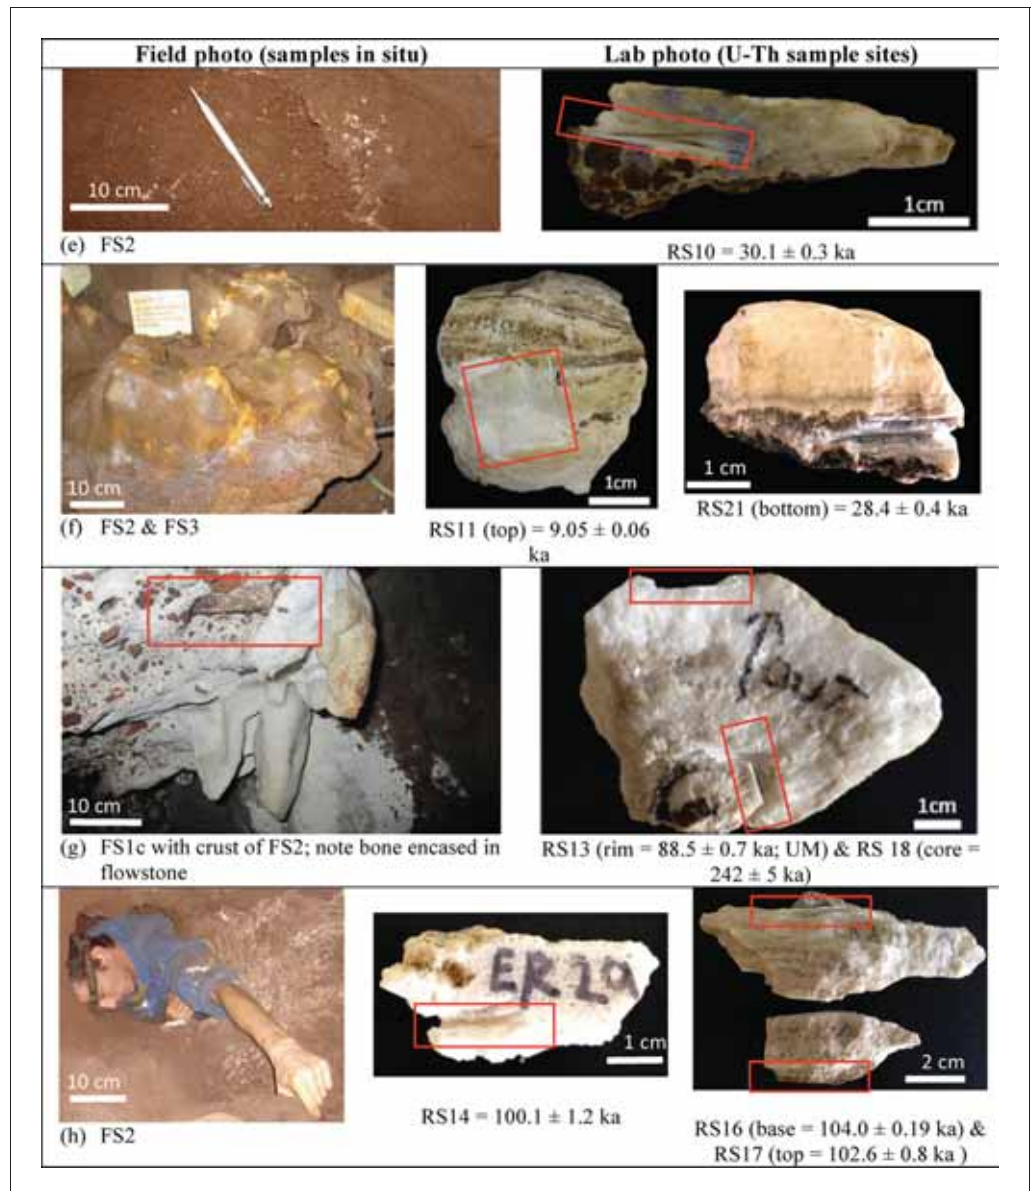 Field photo (samples in situ)
Lab photo (U-Th sample sites)
10 cm
1cm
(e) FS2
RS10 = 30.1 ± 0.3 ka
10 cm
1cm
1 cm
(f) FS2 & FS3
RS11 (top) = 9.05 ± 0.06
ka
RS21 (bottom) = 28.4 ± 0.4 ka
10 cm
1cm
(g) FS1c with crust of FS2; note bone encased in
flowstone
RS13 (rim = 88.5 ± 0.7 ka; UM) & RS 18 (core =
242 ± 5 ka)
ER 29
10 cm
1 cm
2 cm
(h) FS2
RS14 = 100.1 ± 1.2 ka
RS16 (base = 104.0 ± 0.19 ka) &
RS17 (top = 102.6 ± 0.8 ka )